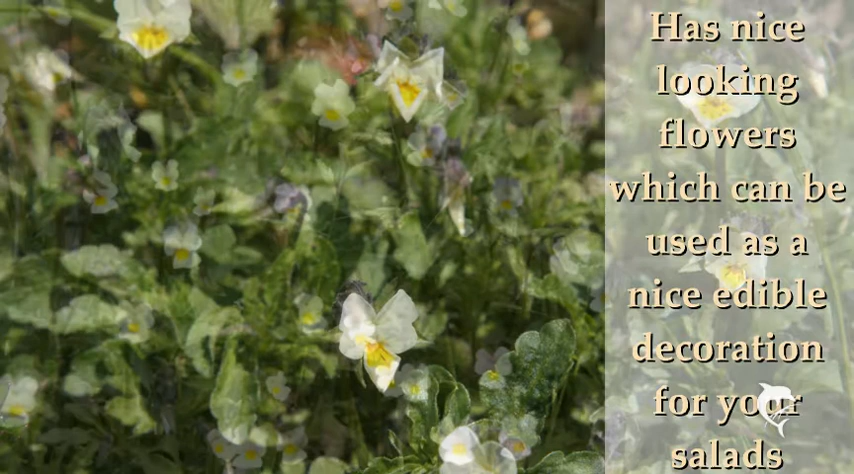 Has nice
looking
flowers
which can be
used as a
nice edible
decoration
for your
salads